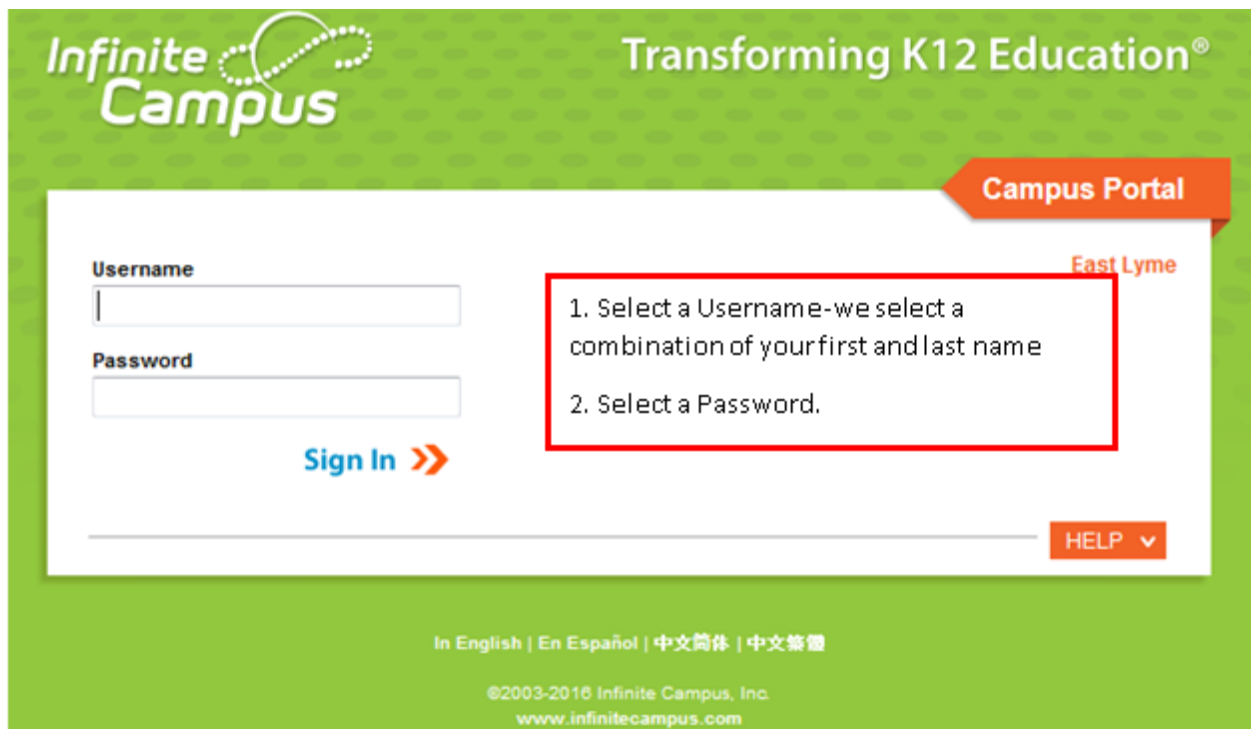 Infinite
Campus
Transforming K12 Education®
Campus Portal
East Lyme
Username
Password
Sign In
1. Select a Username-we select a
combination of your first and last name
2. Select a Password.
HELP
In English | En Español | 中文简体 | 中文繁體
©2003-2016 Infinite Campus, Inc.
www.infinitecampus.com